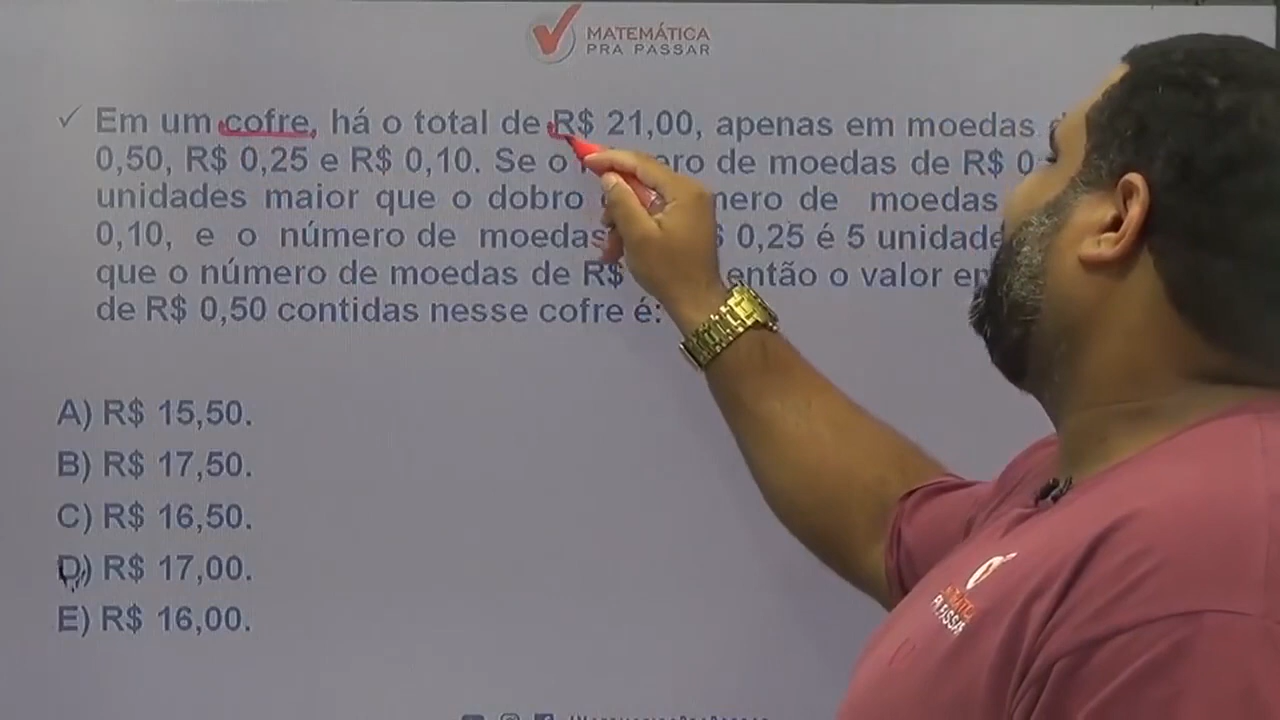 MATEMÁTICA
PRA PASSAR
✓ Em um cofre, há o total de R$ 21,00, apenas em moedas
0,50, R$ 0,25 e R$ 0,10. Se o de moedas de R$
unidades maior que o dobro de moedas
0,10, e o número de moedas 0,25 é 5
que o número de moedas de R$ então o valor
de R$ 0,50 contidas nesse cofre é:
A) R$ 15,50.
B) R$ 17,50.
C) R$ 16,50.
D) R$ 17,00.
E) R$ 16,00.
PRA PASSAR